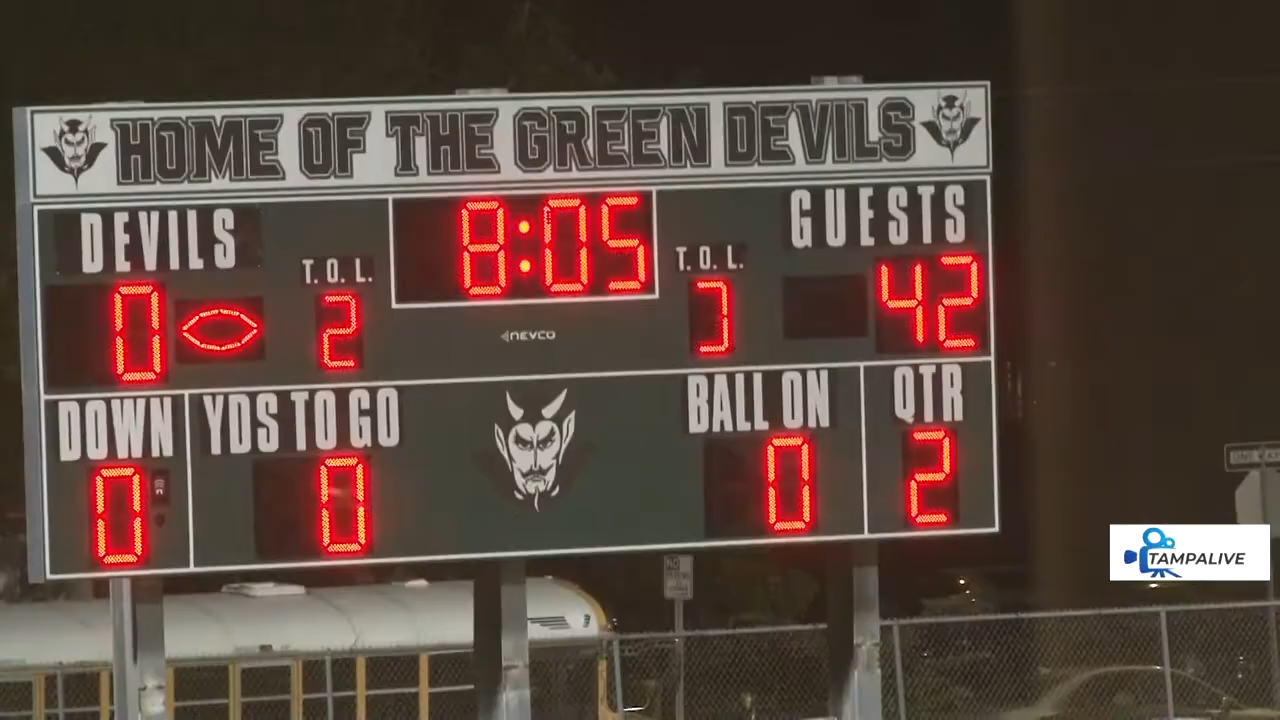 HOME OF THE GREEN DEVILS
DEVILS
8:05
GUESTS
T. O. L.
T. O. L.
0
2
3
42
NEVCO
DOWN
YDS TO GO
BALL ON
QTR
0
0
0
2
NO
TAMPALIVE